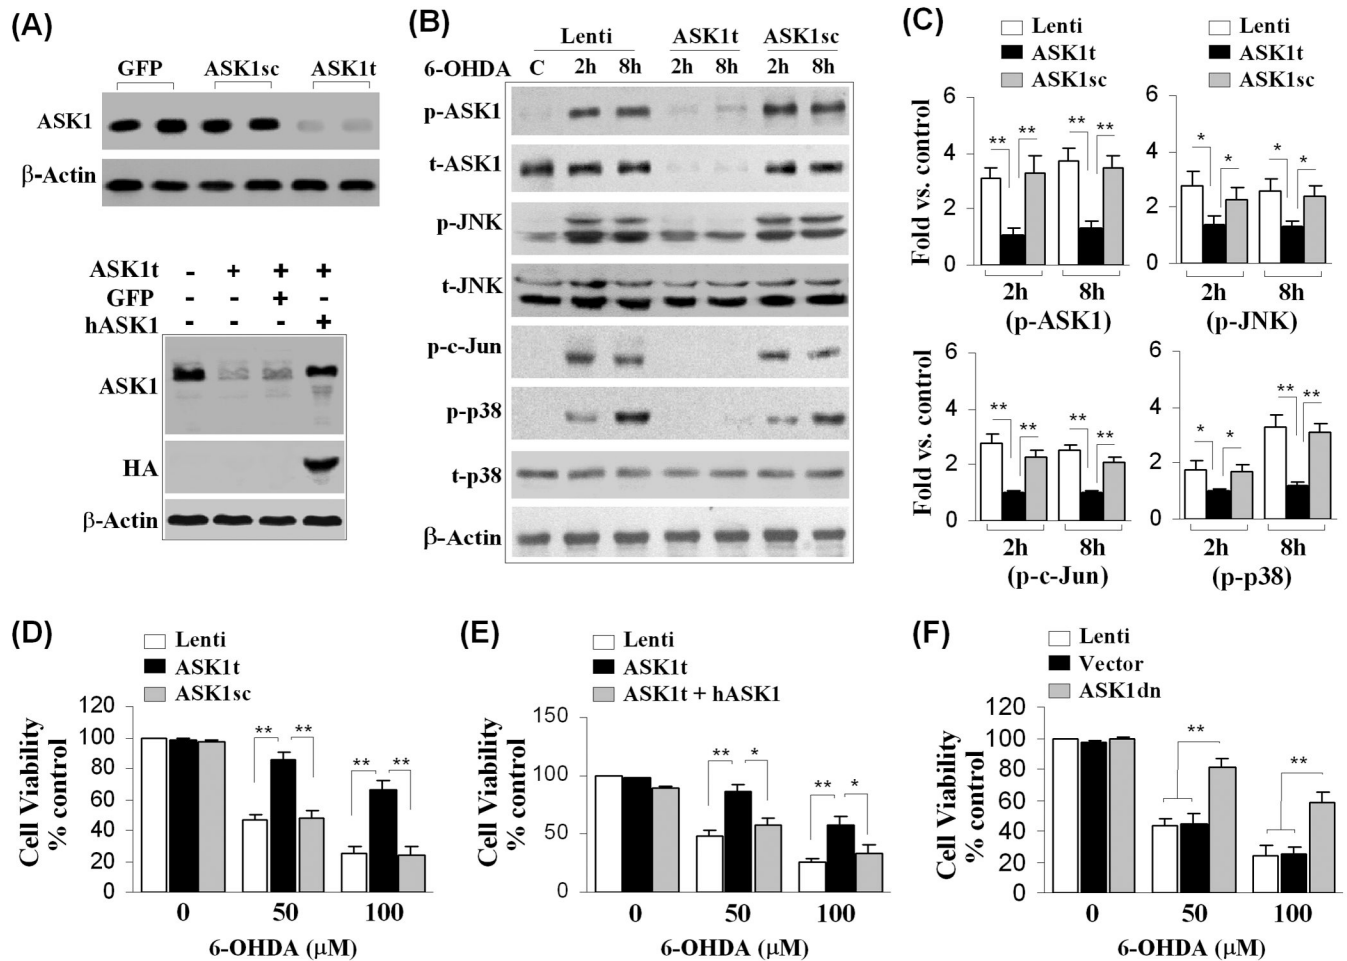 (A)
GFP ASK1sc ASK1t
ASK1
β-Actin
ASK1t - + + +
GFP - - + -
hASK1 - - - +
ASK1
HA
β-Actin
(B)
Lenti ASK1t ASK1sc
6-OHDA C 2h 8h 2h 8h 2h 8h
p-ASK1
t-ASK1
p-JNK
t-JNK
p-c-Jun
p-p38
t-p38
β-Actin
(C)
Lenti
ASK1t
ASK1sc
Lenti
ASK1t
ASK1sc
Fold vs. control
6
4
2
0
** ** ** **
2h 8h
(p-ASK1)
6
4
2
0
* * * *
2h 8h
(p-JNK)
Fold vs. control
6
4
2
0
** ** ** **
2h 8h
(p-c-Jun)
6
4
2
0
* * ** **
2h 8h
(p-p38)
(D)
Lenti
ASK1t
ASK1sc
Cell Viability
% control
120
100
80
60
40
20
0
** ** ** **
0 50 100
6-OHDA (μM)
(E)
Lenti
ASK1t
ASK1t + hASK1
Cell Viability
% control
150
100
50
0
** * ** *
0 50 100
6-OHDA (μM)
(F)
Lenti
Vector
ASK1dn
Cell Viability
% control
120
100
80
60
40
20
0
** **
0 50 100
6-OHDA (μM)